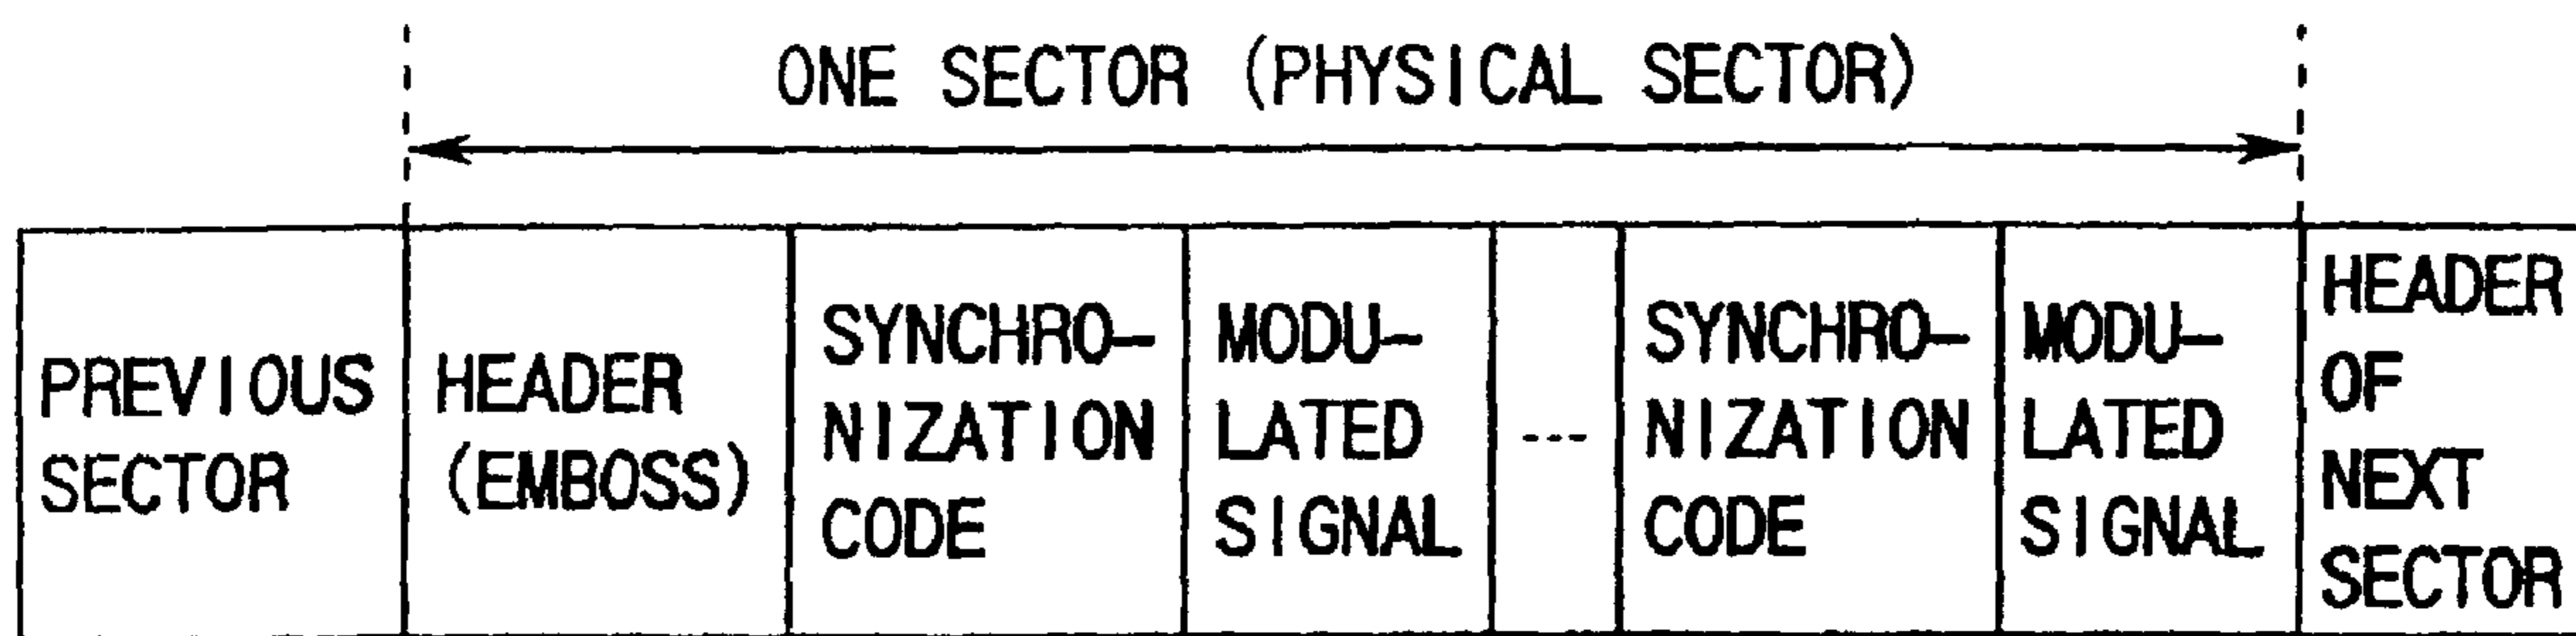 ONE SECTOR (PHYSICAL SECTOR)
PREVIOUS
SECTOR
HEADER
(EMBOSS)
SYNCHRO-
NIZATION
CODE
MODU-
LATED
SIGNAL
---
SYNCHRO-
NIZATION
CODE
MODU-
LATED
SIGNAL
HEADER
OF
NEXT
SECTOR